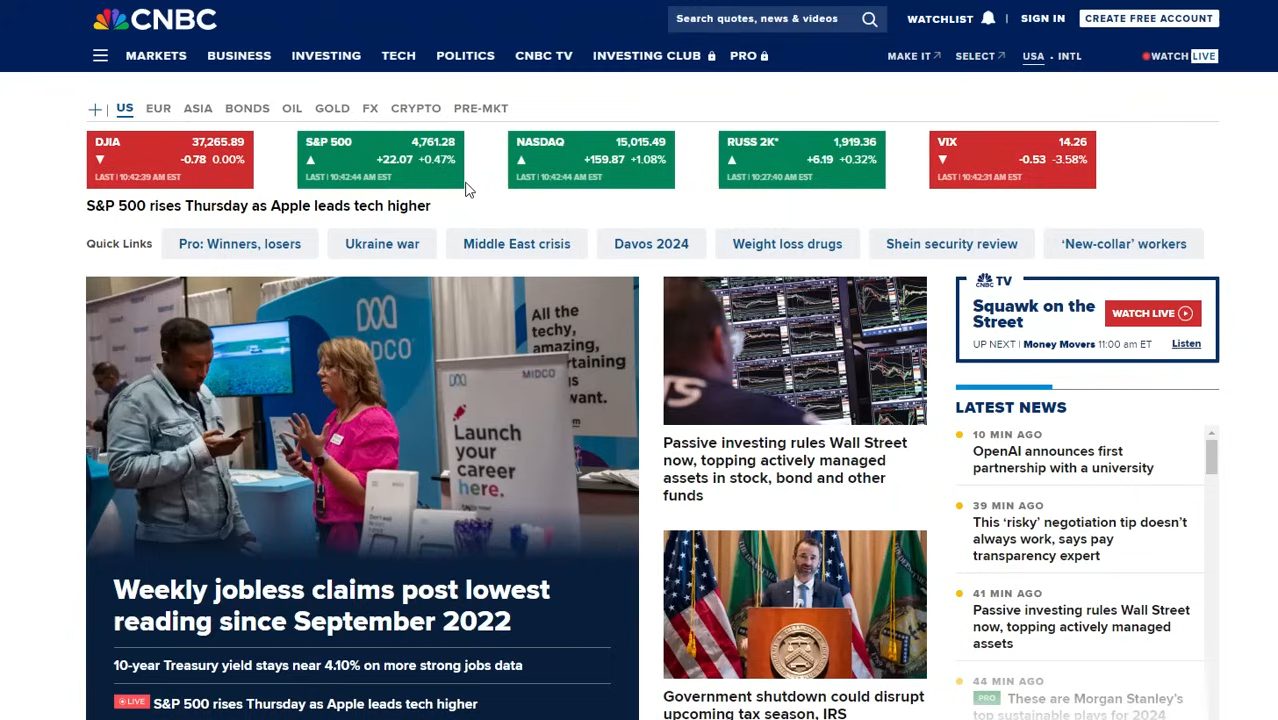 CNBC
Search quotes, news & videos
WATCHLIST
SIGN IN
CREATE FREE ACCOUNT
MARKETS
BUSINESS
INVESTING
TECH
POLITICS
CNBC TV
INVESTING CLUB
PRO
MAKE IT
SELECT
USA • INTL
WATCH LIVE
US
EUR
ASIA
BONDS
OIL
GOLD
FX
CRYPTO
PRE-MKT
DJIA 37,265.89
-0.78 0.00%
LAST | 10:42:39 AM EST
S&P 500 4,761.28
+22.07 +0.47%
LAST | 10:42:44 AM EST
NASDAQ 15,015.49
+159.87 +1.08%
LAST | 10:42:44 AM EST
RUSS 2K* 1,919.36
+6.19 +0.32%
LAST | 10:27:40 AM EST
VIX 14.26
-0.53 -3.58%
LAST | 10:42:31 AM EST
S&P 500 rises Thursday as Apple leads tech higher
Quick Links
Pro: Winners, losers
Ukraine war
Middle East crisis
Davos 2024
Weight loss drugs
Shein security review
‘New-collar’ workers
MIDCO
All the
techy,
amazing,
MIDCO
Launch
your
career
here.
Weekly jobless claims post lowest
reading since September 2022
10-year Treasury yield stays near 4.10% on more strong jobs data
LIVE S&P 500 rises Thursday as Apple leads tech higher
Passive investing rules Wall Street
now, topping actively managed
assets in stock, bond and other
funds
Government shutdown could disrupt
upcoming tax season, IRS
CNBC TV
Squawk on the
Street
WATCH LIVE
UP NEXT | Money Movers 11:00 am ET
Listen
LATEST NEWS
10 MIN AGO
OpenAI announces first
partnership with a university
39 MIN AGO
This ‘risky’ negotiation tip doesn’t
always work, says pay
transparency expert
41 MIN AGO
Passive investing rules Wall Street
now, topping actively managed
assets
44 MIN AGO
PRO These are Morgan Stanley’s
top sustainable plays for 2024